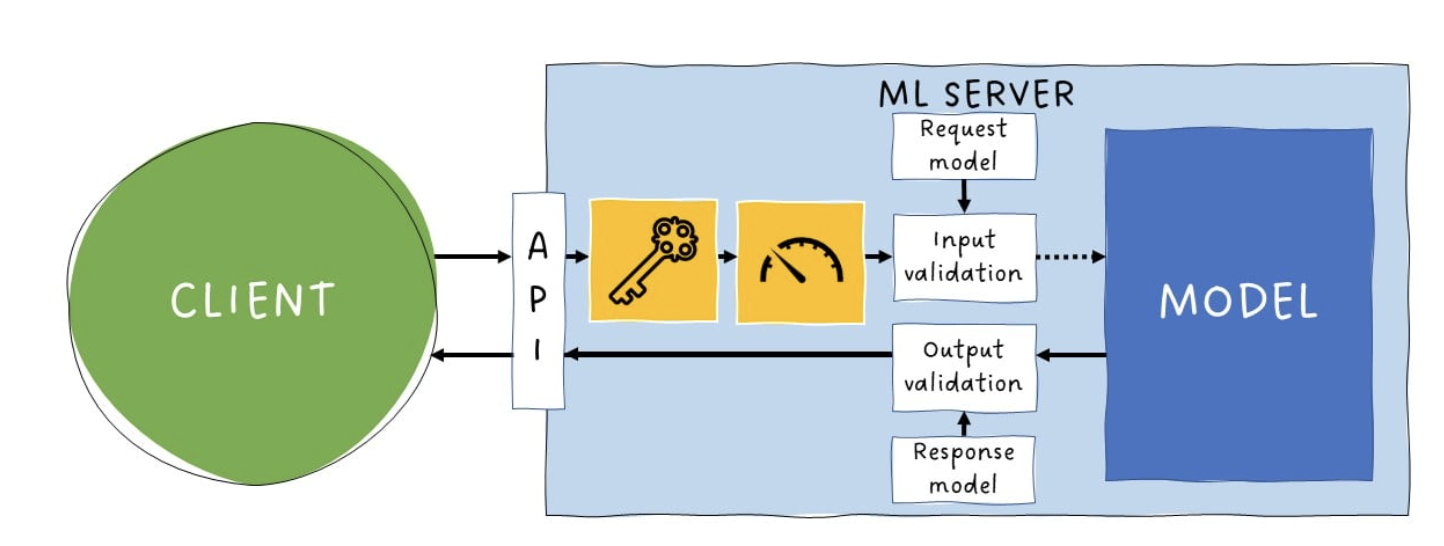 ML SERVER
Request
model
CLIENT
A
P
I
Input
validation
MODEL
Output
validation
Response
model